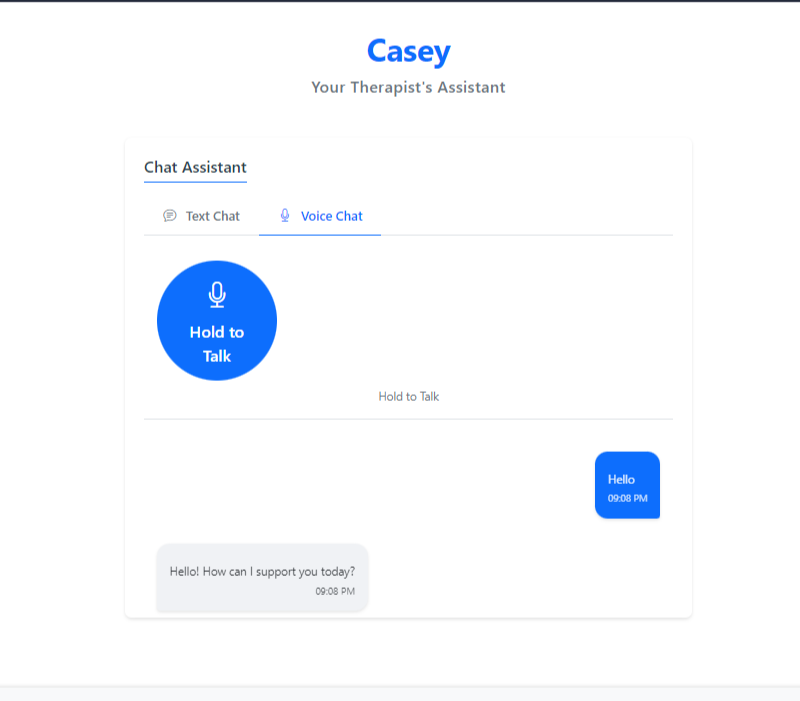 Casey
Your Therapist's Assistant
Chat Assistant
Text Chat
Voice Chat
Hold to
Talk
Hold to Talk
Hello
09:08 PM
Hello! How can I support you today?
09:08 PM